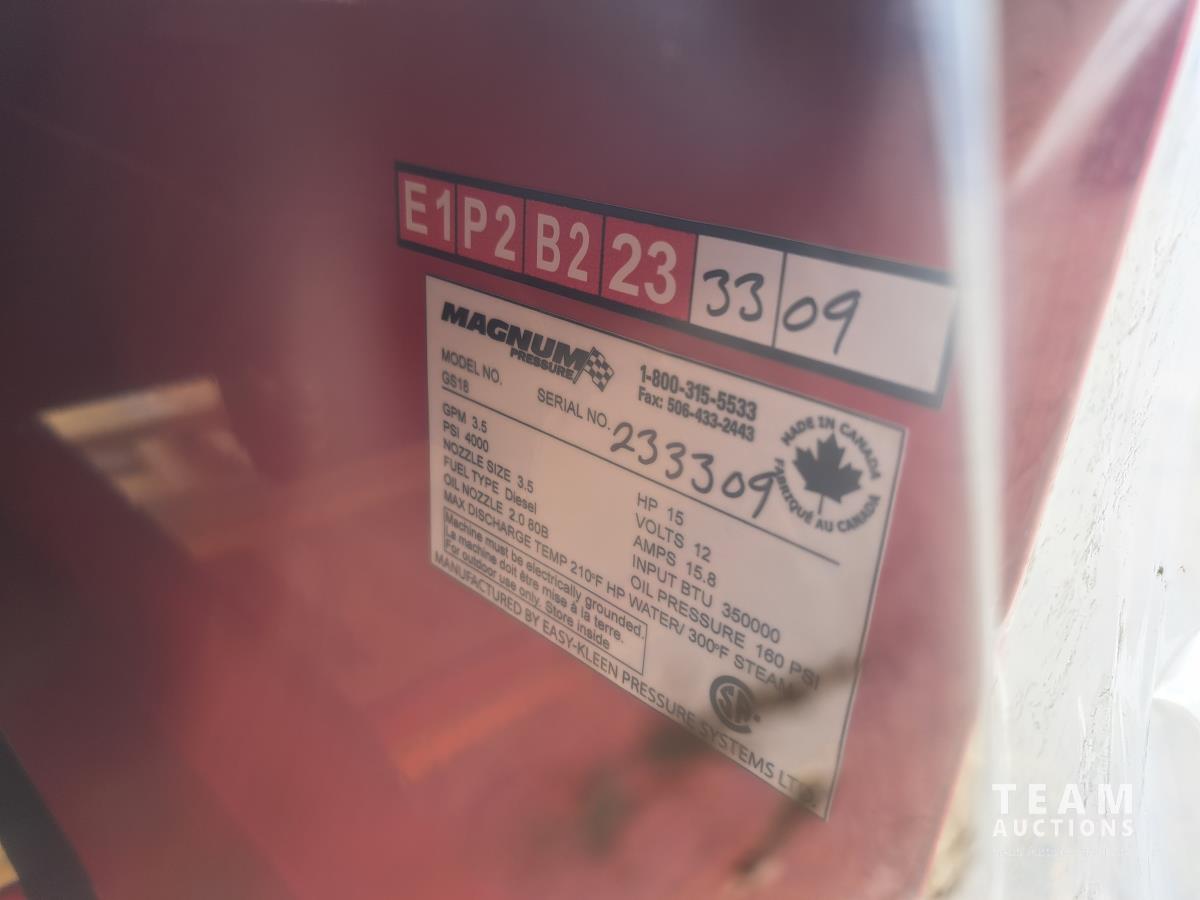 E1 P2 B2 23 33 09
MAGNUM
PRESSURE
1-800-315-5533
Fax: 506-433-2443
MODEL NO.
GS18
SERIAL NO. 233309
MADE IN CANADA
FABRIQUÉ AU CANADA
GPM 3.5
PSI 4000
NOZZLE SIZE 3.5
FUEL TYPE Diesel
OIL NOZZLE 2.0 80B
HP 15
VOLTS 12
AMPS 15.8
INPUT BTU 350000
OIL PRESSURE 160 PSI
MAX DISCHARGE TEMP 210°F HP WATER/ 300°F STEAM
Machine must be electrically grounded.
La machine doit être mise à la terre.
For outdoor use only. Store inside
MANUFACTURED BY EASY-KLEEN PRESSURE SYSTEMS LTD.
TEAM
AUCTIONS